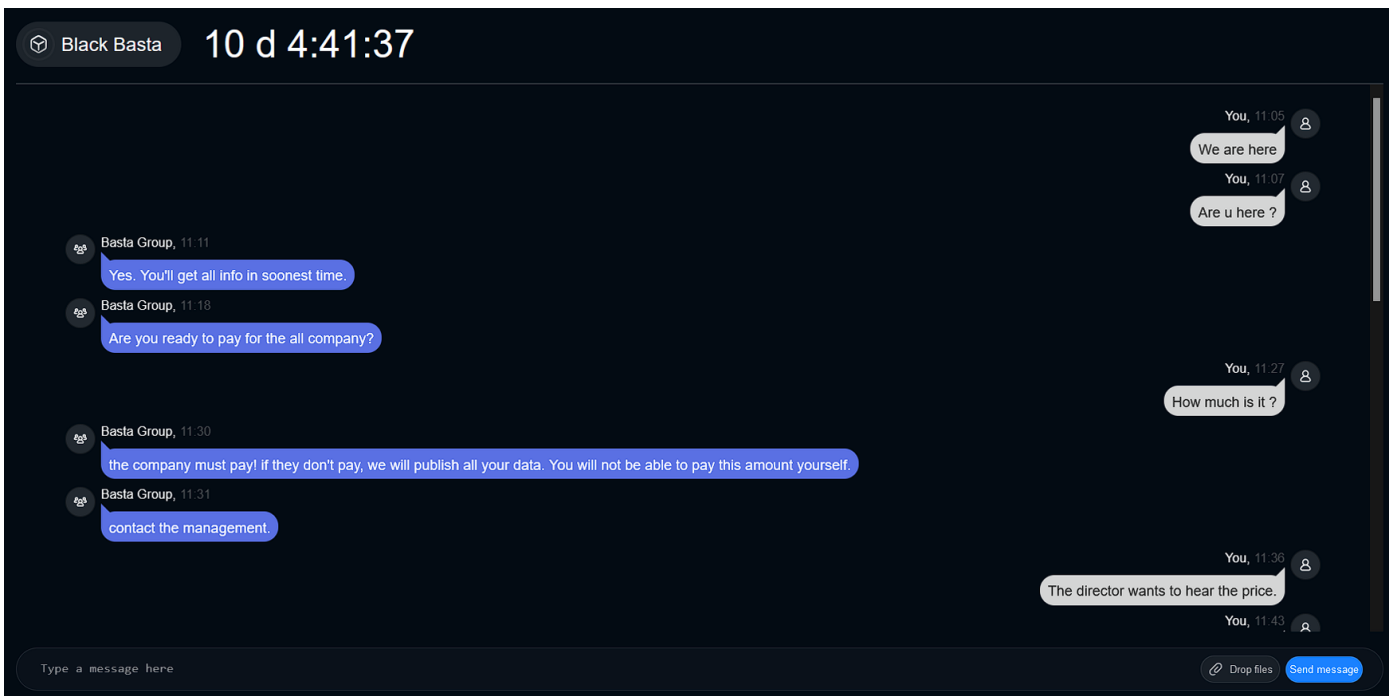 Black Basta
10 d 4:41:37
You, 11:05
We are here
You, 11:07
Are u here ?
Basta Group, 11:11
Yes. You'll get all info in soonest time.
Basta Group, 11:18
Are you ready to pay for the all company?
You, 11:27
How much is it ?
Basta Group, 11:30
the company must pay! if they don't pay, we will publish all your data. You will not be able to pay this amount yourself.
Basta Group, 11:31
contact the management.
You, 11:36
The director wants to hear the price.
You, 11:43
Type a message here
Drop files
Send message